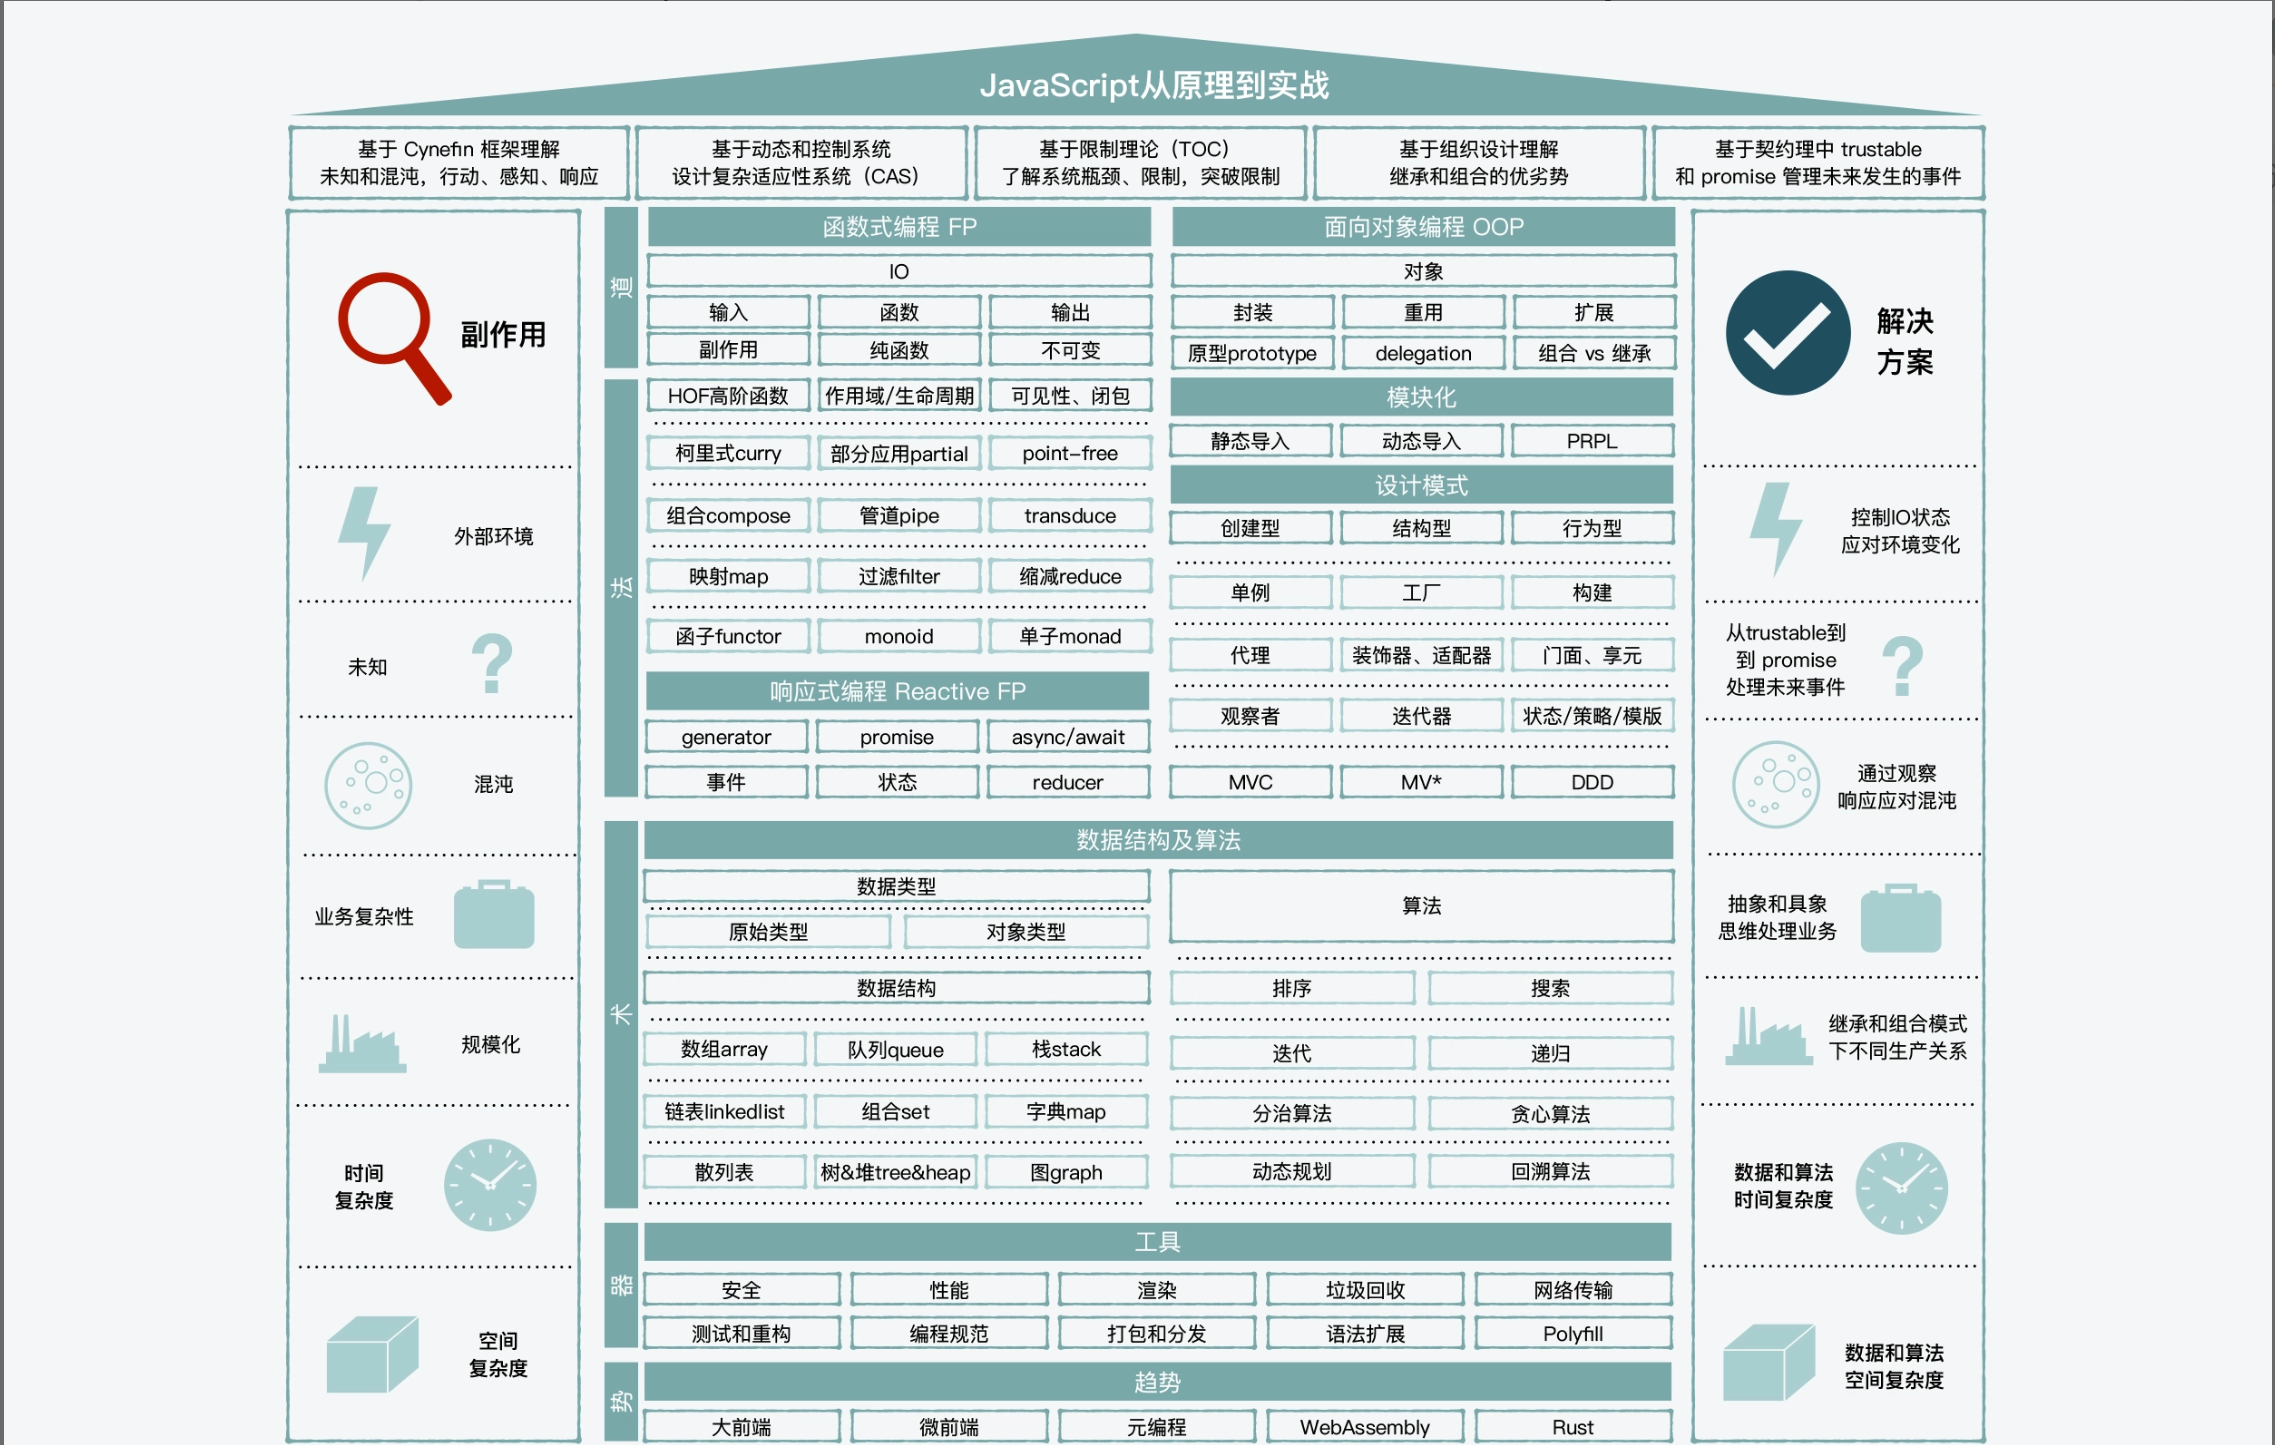 JavaScript从原理到实战
基于 Cynefin 框架理解
未知和混沌，行动、感知、响应
基于动态和控制系统
设计复杂适应性系统（CAS）
基于限制理论（TOC）
了解系统瓶颈、限制，突破限制
基于组织设计理解
继承和组合的优劣势
基于契约理中 trustable
和 promise 管理未来发生的事件
副作用
外部环境
未知
?
混沌
业务复杂性
规模化
时间
复杂度
空间
复杂度
道
函数式编程 FP
IO
输入
函数
输出
副作用
纯函数
不可变
面向对象编程 OOP
对象
封装
重用
扩展
原型prototype
delegation
组合 vs 继承
法
HOF高阶函数
作用域/生命周期
可见性、闭包
柯里式curry
部分应用partial
point-free
组合compose
管道pipe
transduce
映射map
过滤filter
缩减reduce
函子functor
monoid
单子monad
响应式编程 Reactive FP
generator
promise
async/await
事件
状态
reducer
模块化
静态导入
动态导入
PRPL
设计模式
创建型
结构型
行为型
单例
工厂
构建
代理
装饰器、适配器
门面、享元
观察者
迭代器
状态/策略/模版
MVC
MV*
DDD
术
数据结构及算法
数据类型
原始类型
对象类型
数据结构
数组array
队列queue
栈stack
链表linkedlist
组合set
字典map
散列表
树&堆tree&heap
图graph
算法
排序
搜索
迭代
递归
分治算法
贪心算法
动态规划
回溯算法
器
工具
安全
性能
渲染
垃圾回收
网络传输
测试和重构
编程规范
打包和分发
语法扩展
Polyfill
势
趋势
大前端
微前端
元编程
WebAssembly
Rust
解决
方案
控制IO状态
应对环境变化
从trustable到
到 promise
处理未来事件
?
通过观察
响应应对混沌
抽象和具象
思维处理业务
继承和组合模式
下不同生产关系
数据和算法
时间复杂度
数据和算法
空间复杂度